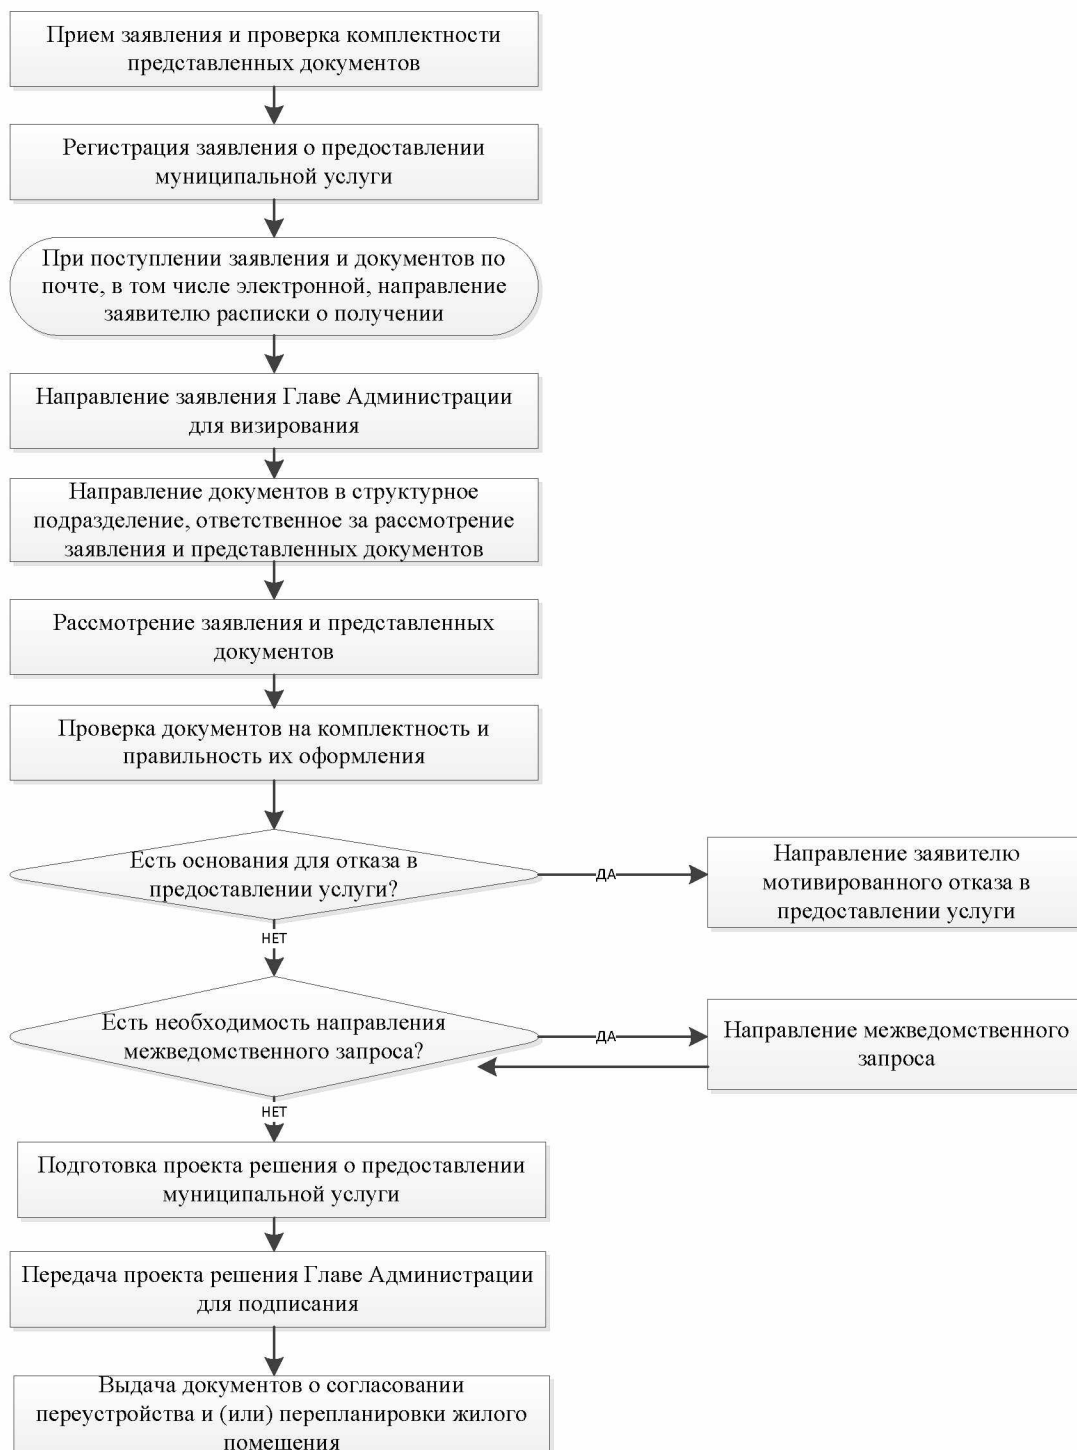 Прием заявления и проверка комплектности
представленных документов
Регистрация заявления о предоставлении
муниципальной услуги
При поступлении заявления и документов по
почте, в том числе электронной, направление
заявителю расписки о получении
Направление заявления Главе Администрации
для визирования
Направление документов в структурное
подразделение, ответственное за рассмотрение
заявления и представленных документов
Рассмотрение заявления и представленных
документов
Проверка документов на комплектность и
правильность их оформления
Есть основания для отказа в
предоставлении услуги?
ДА
Направление заявителю
мотивированного отказа в
предоставлении услуги
НЕТ
Есть необходимость направления
межведомственного запроса?
ДА
Направление межведомственного
запроса
НЕТ
Подготовка проекта решения о предоставлении
муниципальной услуги
Передача проекта решения Главе Администрации
для подписания
Выдача документов о согласовании
переустройства и (или) перепланировки жилого
помещения